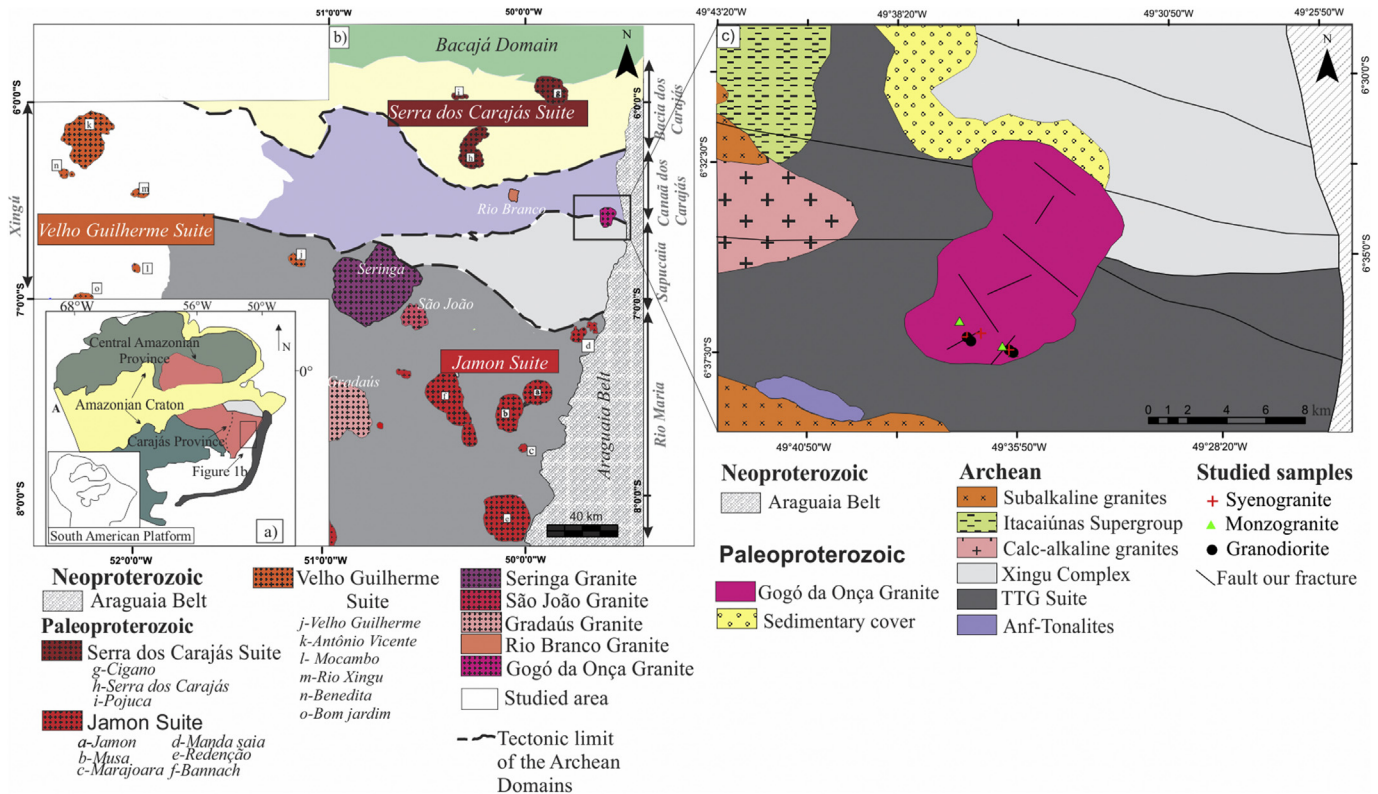 51°0'0"W
50°0'0"W
b)
Bacajá Domain
N
i
g
Serra dos Carajás Suite
6°0'0"S
Bacia dos
Carajás
k
h
n
m
Rio Branco
Canaã dos
Carajás
Xingú
Velho Guilherme Suite
l
j
o
Seringa
Sapucaia
São João
7°0'0"S
7°0'0"S
d
Jamon Suite
Gradaús
f
a
b
c
Rio Maria
Araguaia Belt
8°0'0"S
8°0'0"S
e
40 km
52°0'0"W
51°0'0"W
50°0'0"W
6°0'0"S
68°W
56°W
50°W
N
Central Amazonian
Province
0°
A
Amazonian Craton
Carajás Province
Figure 1b
South American Platform
a)
49°43'20"W
49°38'20"W
49°30'50"W
49°25'50"W
c)
N
6°30'0"S
6°32'30"S
6°35'0"S
6°37'30"S
0 1 2 4 6 8 km
49°40'50"W
49°35'50"W
49°28'20"W
Neoproterozoic
Araguaia Belt
Paleoproterozoic
Serra dos Carajás Suite
g-Cigano
h-Serra dos Carajás
i-Pojuca
Jamon Suite
a-Jamon
b-Musa
c-Marajoara
d-Manda saia
e-Redenção
f-Bannach
Velho Guilherme
Suite
j-Velho Guilherme
k-Antônio Vicente
l- Mocambo
m-Rio Xingu
n-Benedita
o-Bom jardim
Seringa Granite
São João Granite
Gradaús Granite
Rio Branco Granite
Gogó da Onça Granite
Studied area
Tectonic limit
of the Archean
Domains
Neoproterozoic
Araguaia Belt
Paleoproterozoic
Gogó da Onça Granite
Sedimentary cover
Archean
Subalkaline granites
Itacaiúnas Supergroup
Calc-alkaline granites
Xingu Complex
TTG Suite
Anf-Tonalites
Studied samples
Syenogranite
Monzogranite
Granodiorite
Fault our fracture